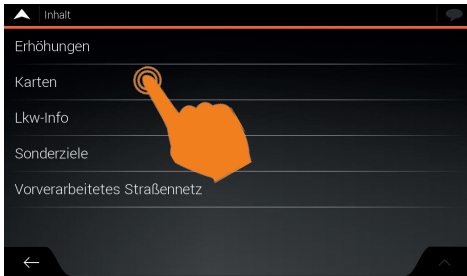 Inhalt
Erhöhungen
Karten
Lkw-Info
Sonderziele
Vorverarbeitetes Straßennetz